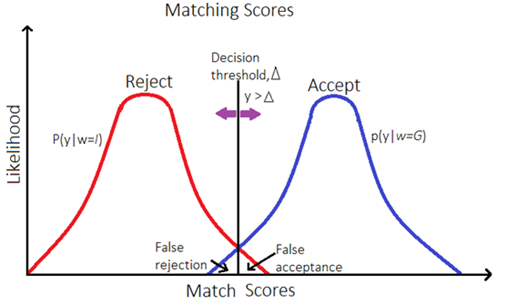 Matching Scores
Decision
threshold,Δ
y > Δ
Reject
Accept
P(y|w=I)
p(y|w=G)
Likelihood
False
rejection
False
acceptance
Match Scores